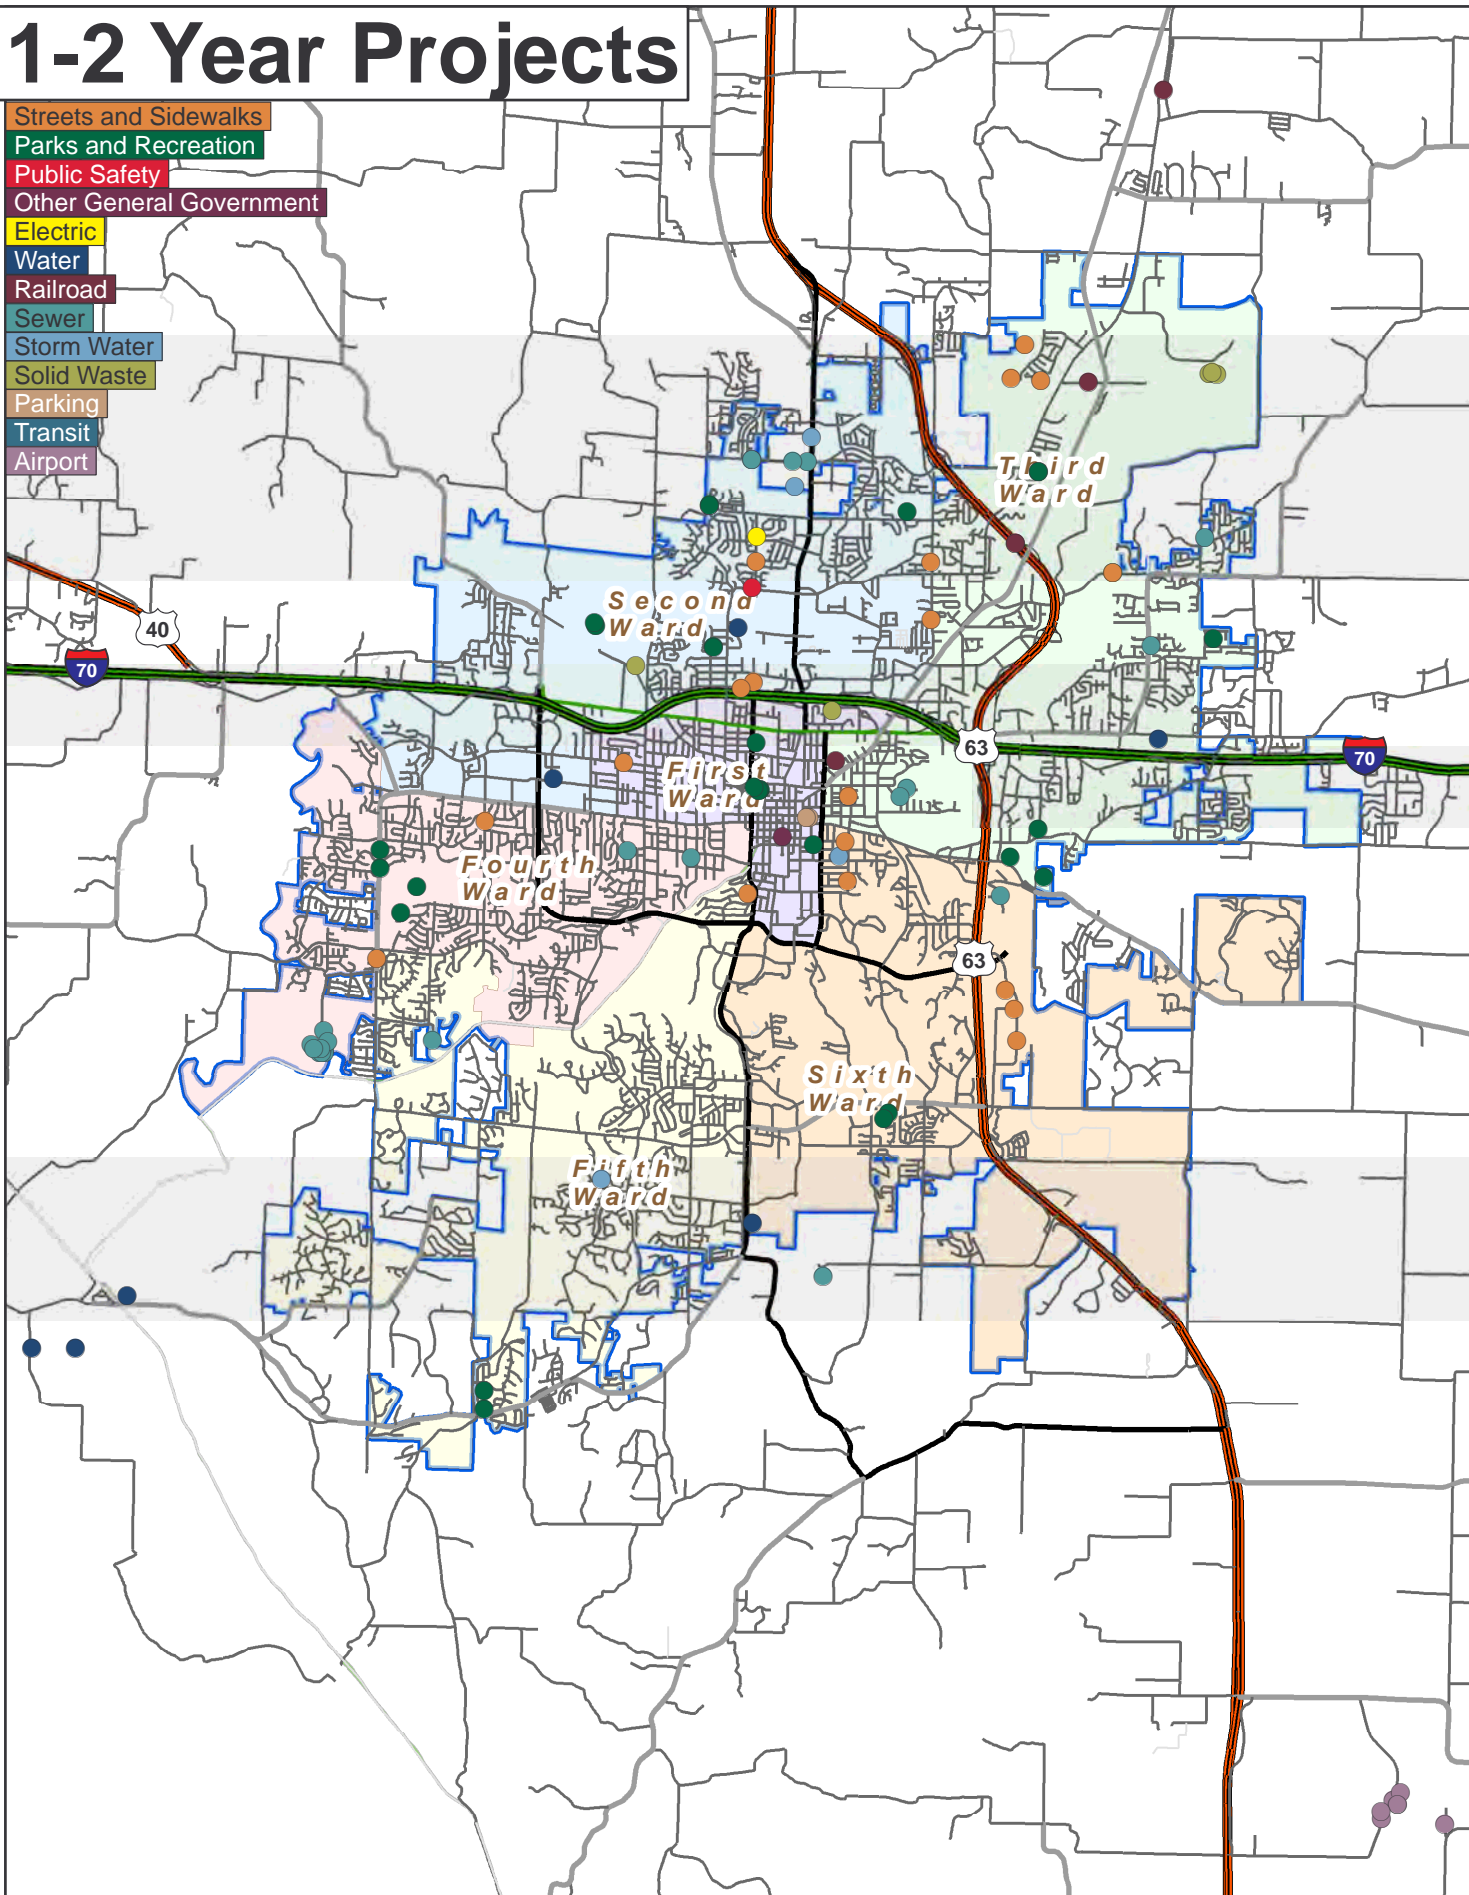 1-2 Year Projects
Streets and Sidewalks
Parks and Recreation
Public Safety
Other General Government
Electric
Water
Railroad
Sewer
Storm Water
Solid Waste
Parking
Transit
Airport
Third
Ward
Second
Ward
40
70
63
70
First
Ward
Fourth
Ward
63
Sixth
Ward
Fifth
Ward